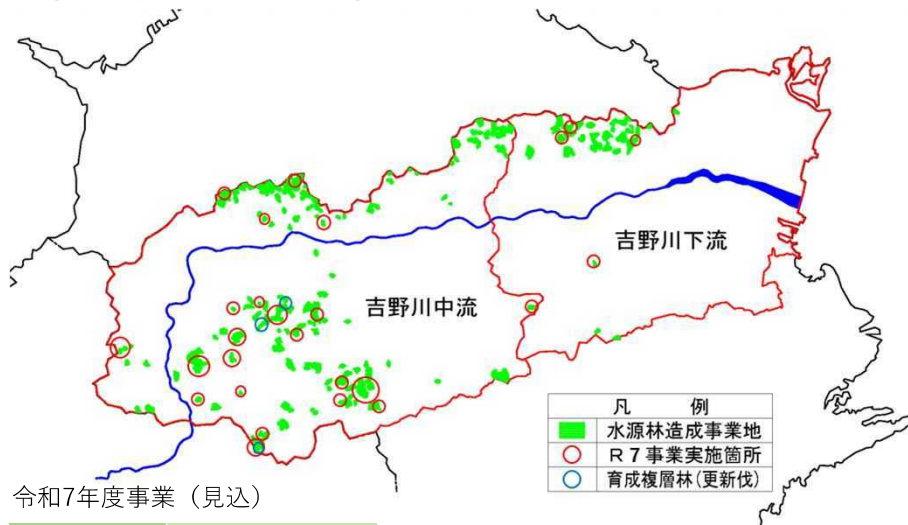 吉野川下流
吉野川中流
凡 例
水源林造成事業地
R7事業実施箇所
育成複層林(更新伐)
令和7年度事業（見込）